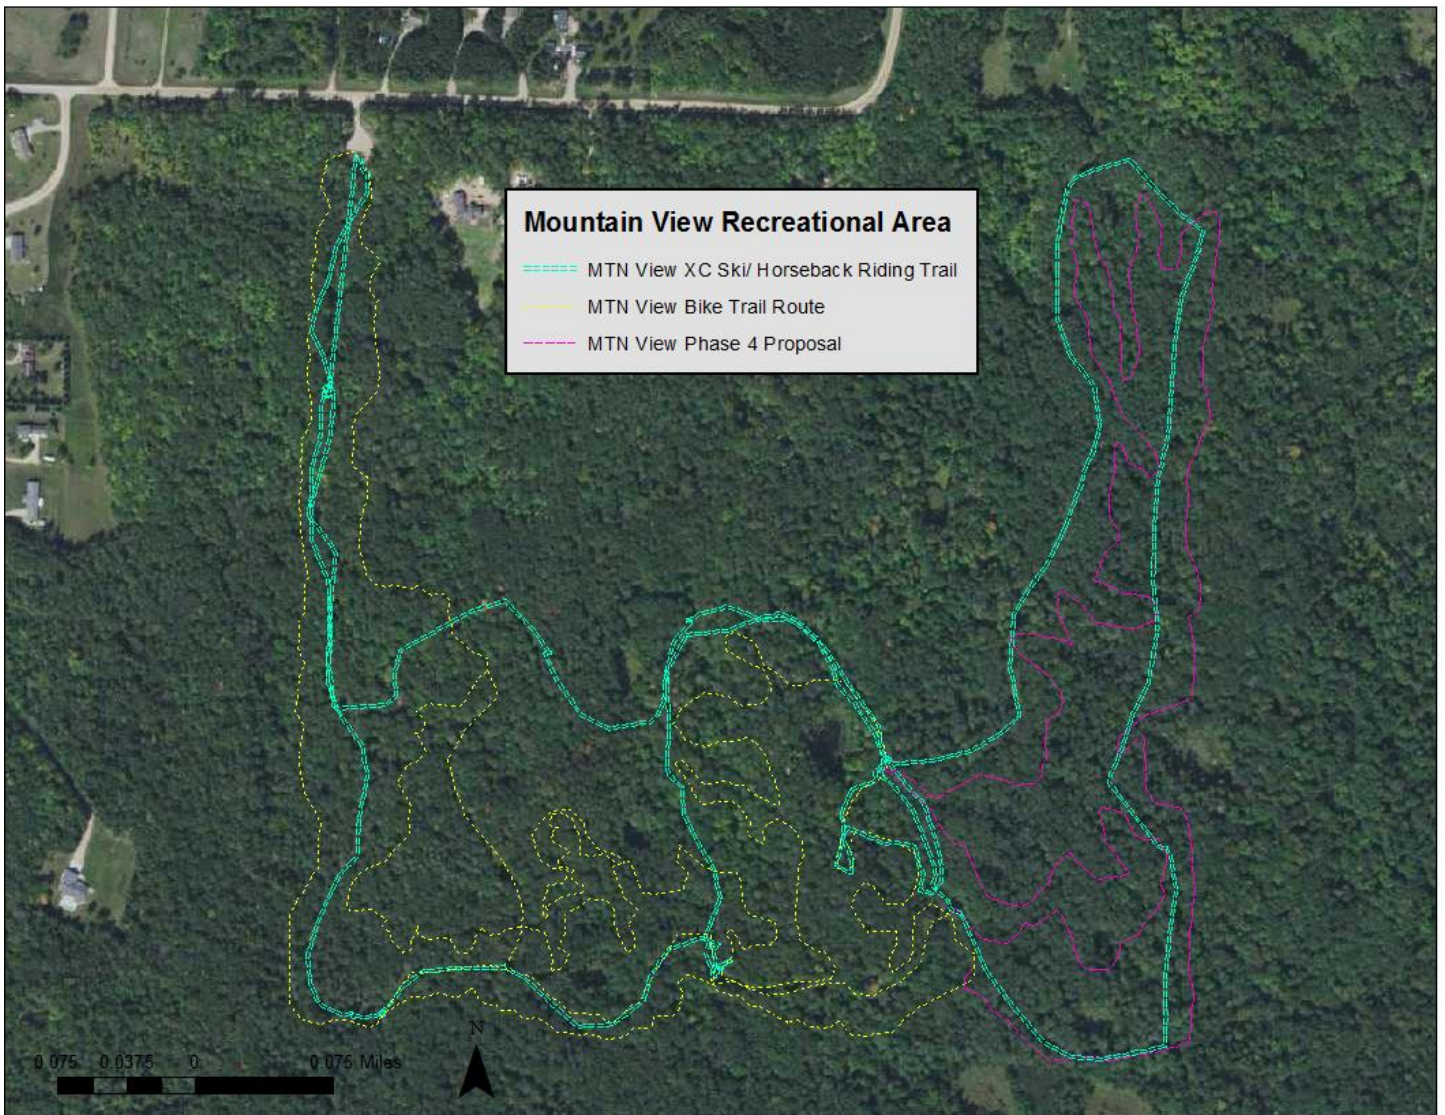 Mountain View Recreational Area
MTN View XC Ski/ Horseback Riding Trail
MTN View Bike Trail Route
MTN View Phase 4 Proposal
N
0.075 0.0375 0 0.075 Miles